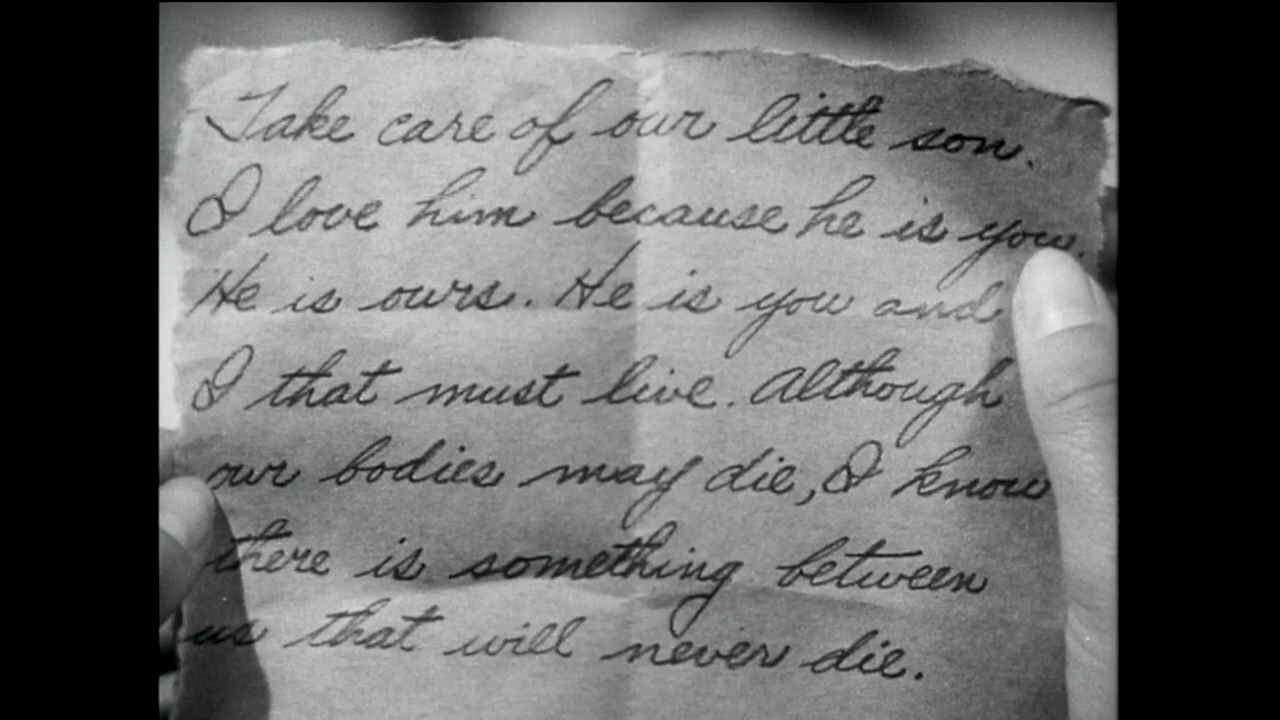 Take care of our little son.
I love him because he is you.
He is ours. He is you and
I that must live. Although
our bodies may die, I know
there is something between
us that will never die.